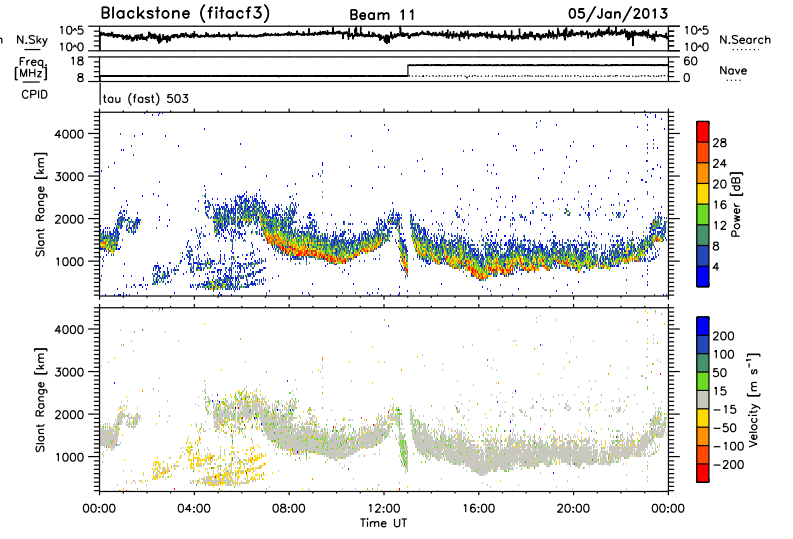 Blackstone (fitacf3)
Beam 11
05/Jan/2013
n N.Sky
10^5
10^0
10^5
10^0
N.Search
Freq.
[MHz]
18
8
60
0
Nave
CPID
tau (fast) 503
Slant Range [km]
4000
3000
2000
1000
28
24
20
16
12
8
4
Power [dB]
Slant Range [km]
4000
3000
2000
1000
200
100
50
15
-15
-50
-100
-200
Velocity [m s⁻¹]
00:00 04:00 08:00 12:00 16:00 20:00 00:00
Time UT